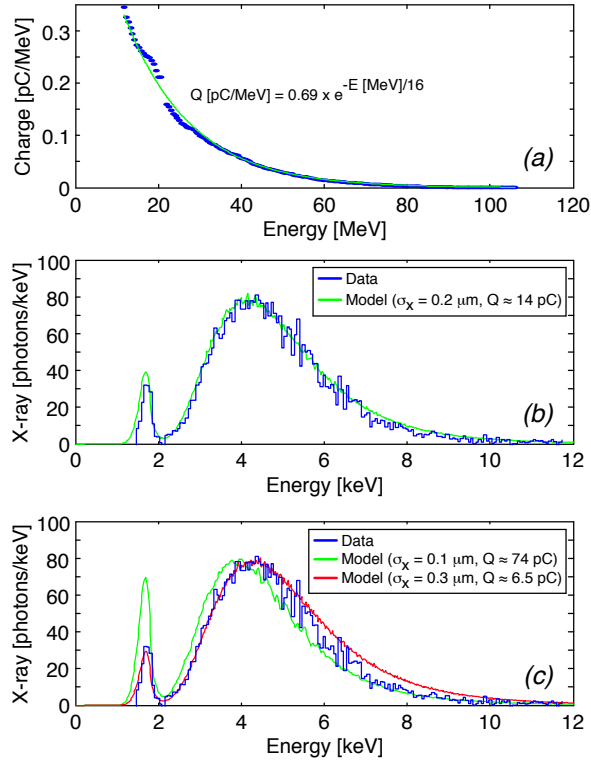 0.3
0.2
0.1
0
Charge [pC/MeV]
Q [pC/MeV] = 0.69 x e-E [MeV]/16
(a)
0 20 40 60 80 100 120
Energy [MeV]
100
80
60
40
20
0
X-ray [photons/keV]
Data
Model (σx = 0.2 μm, Q ≈ 14 pC)
(b)
0 2 4 6 8 10 12
Energy [keV]
100
80
60
40
20
0
X-ray [photons/keV]
Data
Model (σx = 0.1 μm, Q ≈ 74 pC)
Model (σx = 0.3 μm, Q ≈ 6.5 pC)
(c)
0 2 4 6 8 10 12
Energy [keV]